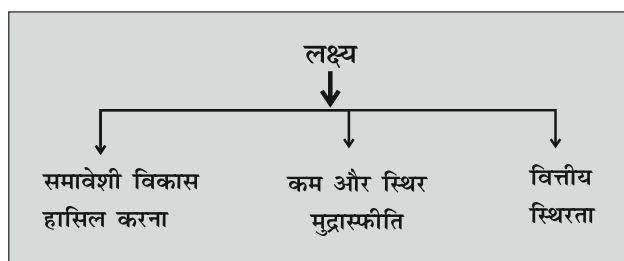 लक्ष्य
समावेशी विकास
हासिल करना
कम और स्थिर
मुद्रास्फीति
वित्तीय
स्थिरता